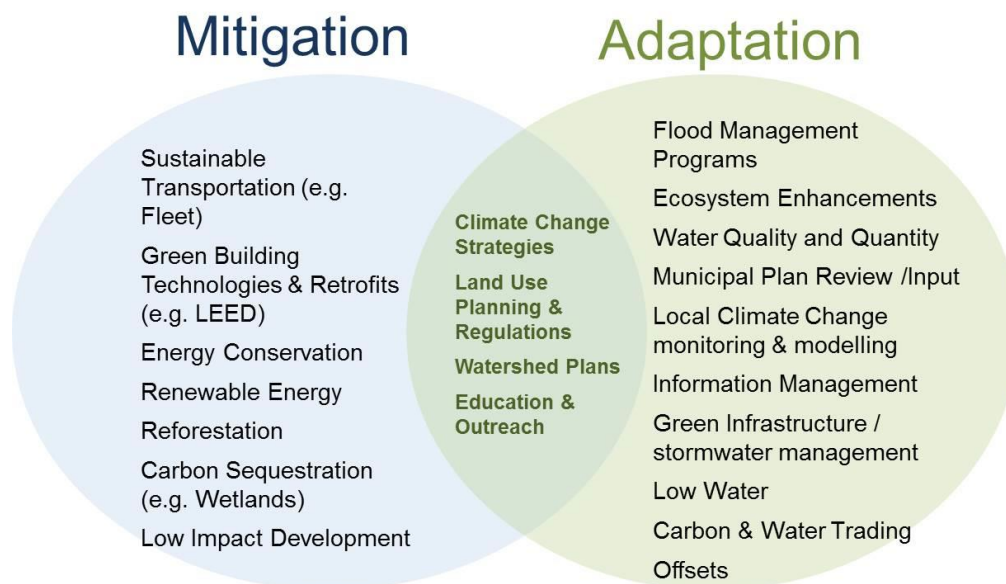 Mitigation
Adaptation
Sustainable
Transportation (e.g.
Fleet)
Green Building
Technologies & Retrofits
(e.g. LEED)
Energy Conservation
Renewable Energy
Reforestation
Carbon Sequestration
(e.g. Wetlands)
Low Impact Development
Climate Change
Strategies
Land Use
Planning &
Regulations
Watershed Plans
Education &
Outreach
Flood Management
Programs
Ecosystem Enhancements
Water Quality and Quantity
Municipal Plan Review /Input
Local Climate Change
monitoring & modelling
Information Management
Green Infrastructure /
stormwater management
Low Water
Carbon & Water Trading
Offsets